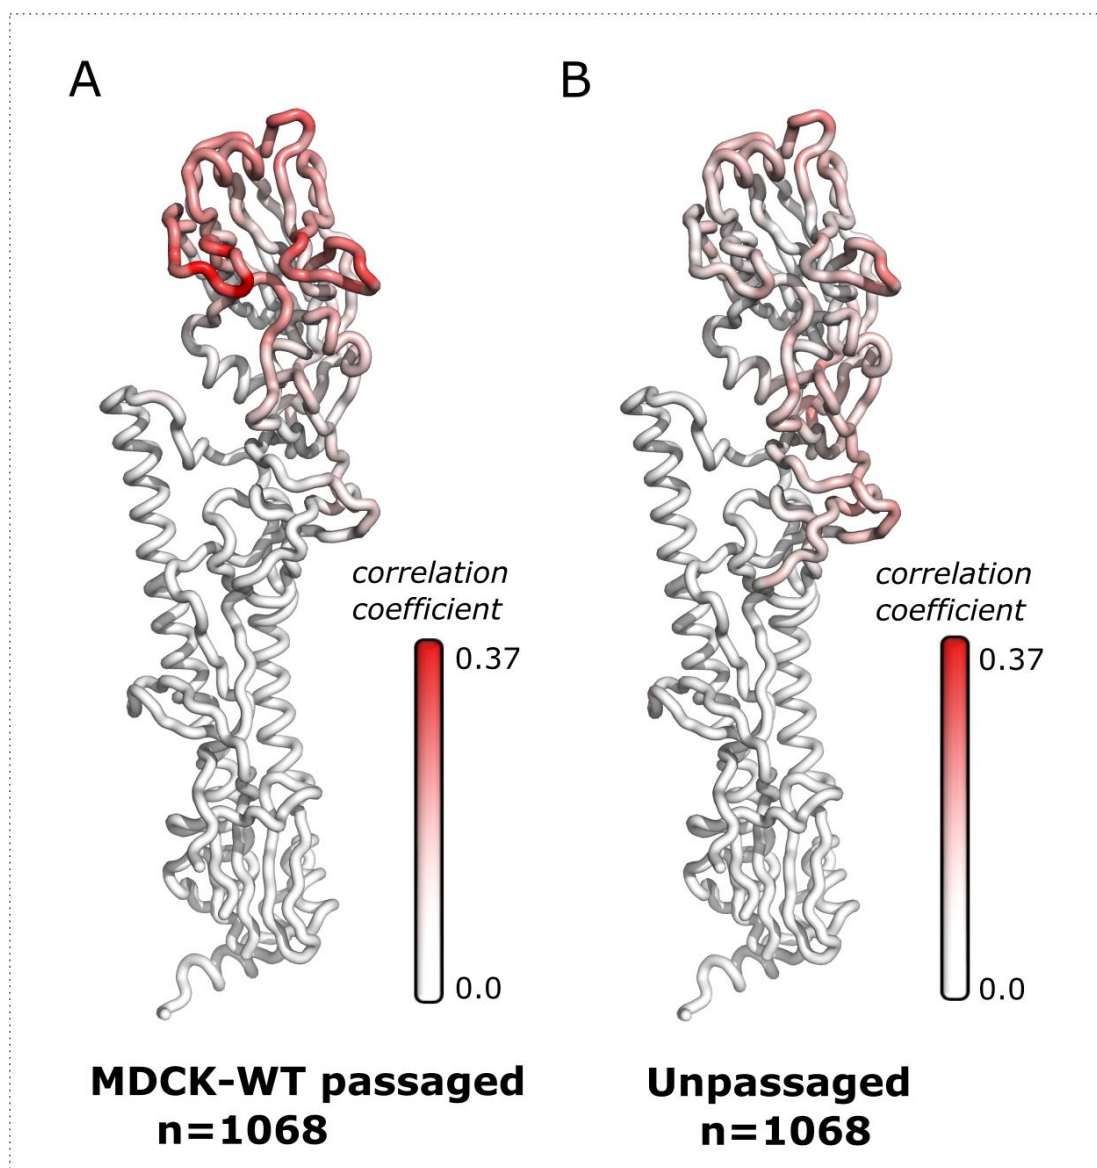 A
B
correlation
coefficient
0.37
0.0
correlation
coefficient
0.37
0.0
MDCK-WT passaged
n=1068
Unpassaged
n=1068